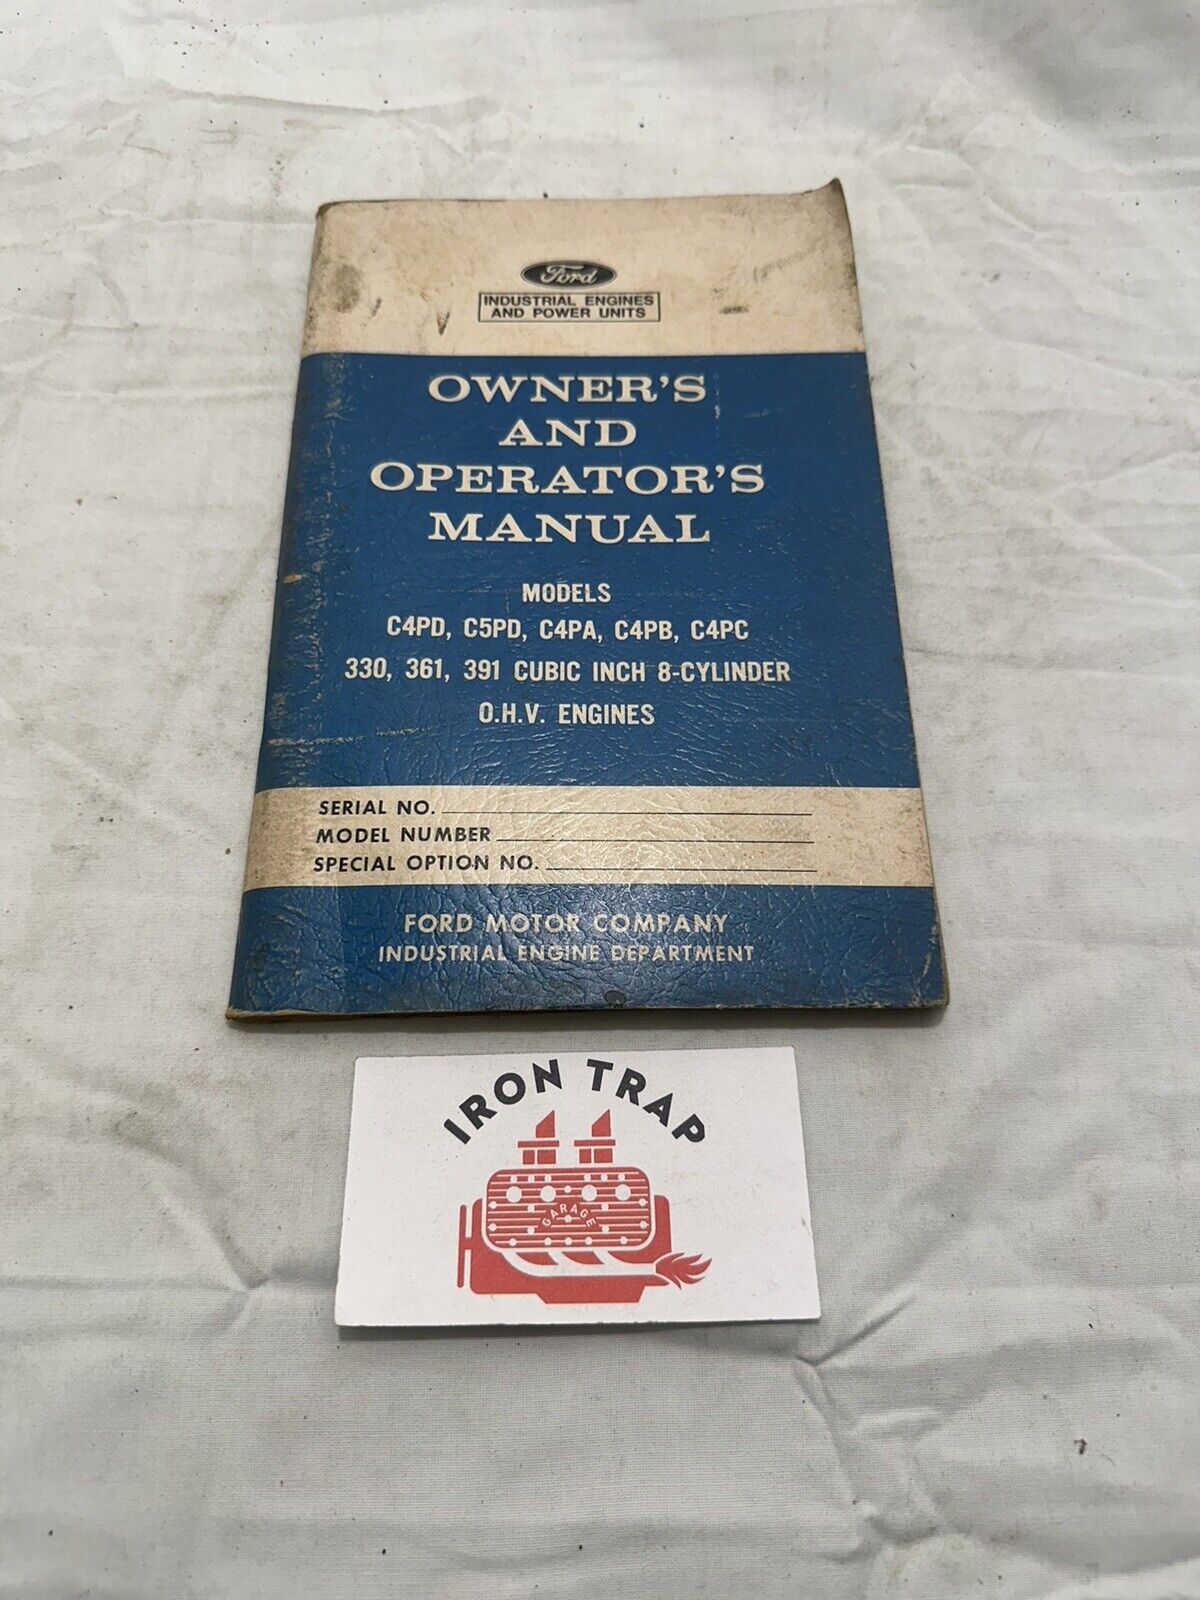 Ford
INDUSTRIAL ENGINES
AND POWER UNITS
OWNER'S
AND
OPERATOR'S
MANUAL
MODELS
C4PD, C5PD, C4PA, C4PB, C4PC
330, 361, 391 CUBIC INCH 8-CYLINDER
O.H.V. ENGINES
SERIAL NO.
MODEL NUMBER
SPECIAL OPTION NO.
FORD MOTOR COMPANY
INDUSTRIAL ENGINE DEPARTMENT
IRON TRAP
GARAGE